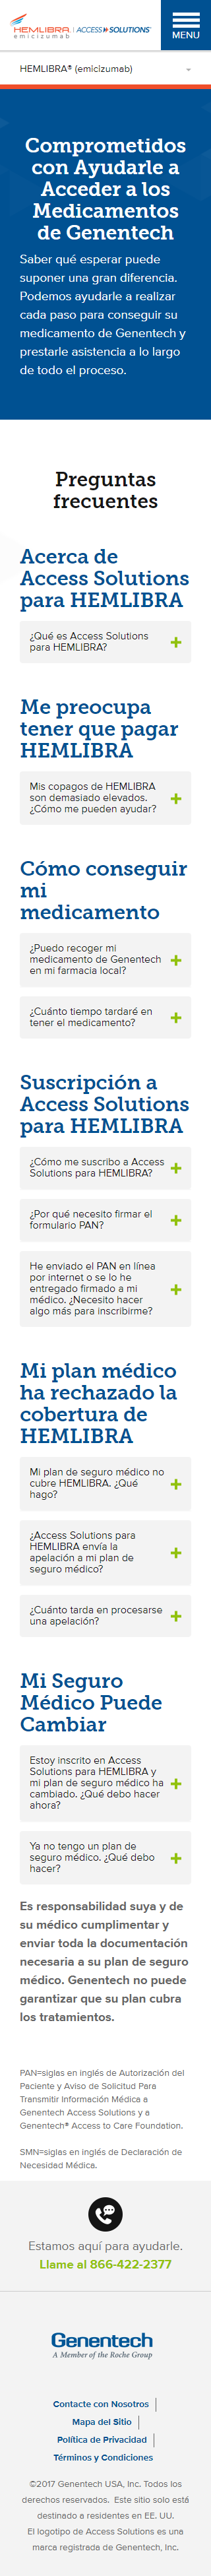 HEMLIBRA
emicizumab
ACCESS SOLUTIONS
MENU
HEMLIBRA® (emicizumab)
Comprometidos
con Ayudarle a
Acceder a los
Medicamentos
de Genentech
Saber qué esperar puede
suponer una gran diferencia.
Podemos ayudarle a realizar
cada paso para conseguir su
medicamento de Genentech y
prestarle asistencia a lo largo
de todo el proceso.
Preguntas
frecuentes
Acerca de
Access Solutions
para HEMLIBRA
¿Qué es Access Solutions
para HEMLIBRA?
Me preocupa
tener que pagar
HEMLIBRA
Mis copagos de HEMLIBRA
son demasiado elevados.
¿Cómo me pueden ayudar?
Cómo conseguir
mi
medicamento
¿Puedo recoger mi
medicamento de Genentech
en mi farmacia local?
¿Cuánto tiempo tardaré en
tener el medicamento?
Suscripción a
Access Solutions
para HEMLIBRA
¿Cómo me suscribo a Access
Solutions para HEMLIBRA?
¿Por qué necesito firmar el
formulario PAN?
He enviado el PAN en línea
por internet o se lo he
entregado firmado a mi
médico. ¿Necesito hacer
algo más para inscribirme?
Mi plan médico
ha rechazado la
cobertura de
HEMLIBRA
Mi plan de seguro médico no
cubre HEMLIBRA. ¿Qué
hago?
¿Access Solutions para
HEMLIBRA envía la
apelación a mi plan de
seguro médico?
¿Cuánto tarda en procesarse
una apelación?
Mi Seguro
Médico Puede
Cambiar
Estoy inscrito en Access
Solutions para HEMLIBRA y
mi plan de seguro médico ha
cambiado. ¿Qué debo hacer
ahora?
Ya no tengo un plan de
seguro médico. ¿Qué debo
hacer?
Es responsabilidad suya y de
su médico cumplimentar y
enviar toda la documentación
necesaria a su plan de seguro
médico. Genentech no puede
garantizar que su plan cubra
los tratamientos.
PAN=siglas en inglés de Autorización del
Paciente y Aviso de Solicitud Para
Transmitir Información Médica a
Genentech Access Solutions y a
Genentech® Access to Care Foundation.
SMN=siglas en inglés de Declaración de
Necesidad Médica.
Estamos aquí para ayudarle.
Llame al 866-422-2377
Genentech
A Member of the Roche Group
Contacte con Nosotros
Mapa del Sitio
Política de Privacidad
Términos y Condiciones
©2017 Genentech USA, Inc. Todos los
derechos reservados. Este sitio solo está
destinado a residentes en EE. UU.
El logotipo de Access Solutions es una
marca registrada de Genentech, Inc.